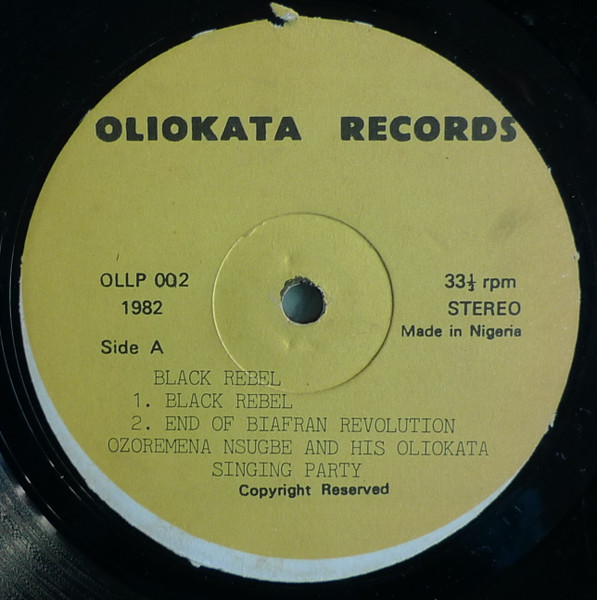 OLIOKATA RECORDS
OLLP 002
1982
Side A
33⅓ rpm
STEREO
Made in Nigeria
BLACK REBEL
1. BLACK REBEL
2. END OF BIAFRAN REVOLUTION
OZOREMENA NSUGBE AND HIS OLIOKATA
SINGING PARTY
Copyright Reserved